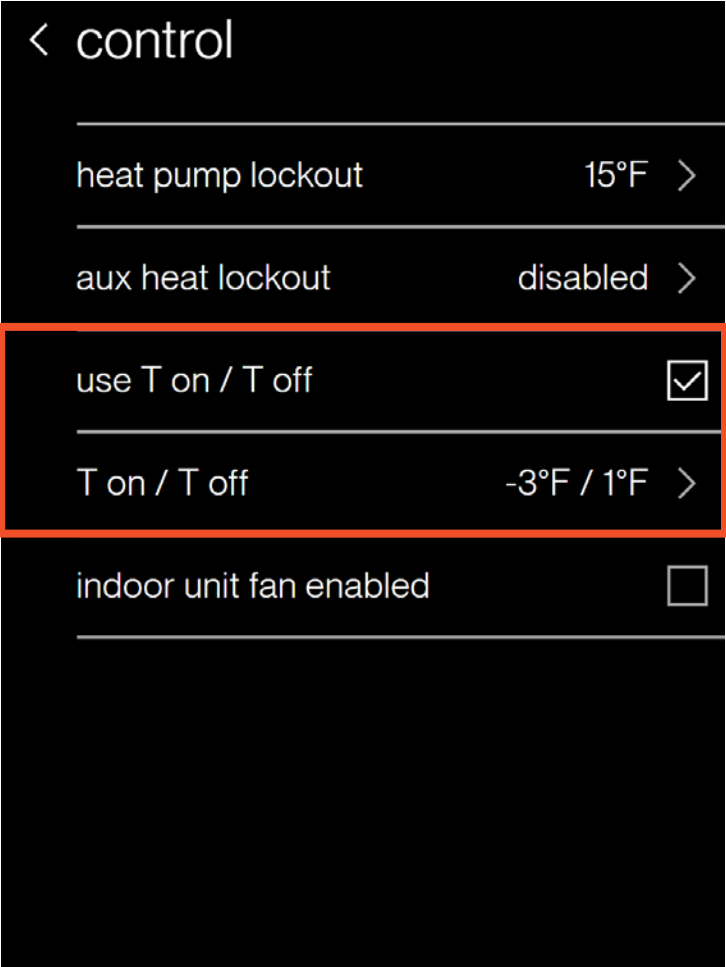 control
heat pump lockout 15°F
aux heat lockout disabled
use T on / T off
T on / T off -3°F / 1°F
indoor unit fan enabled